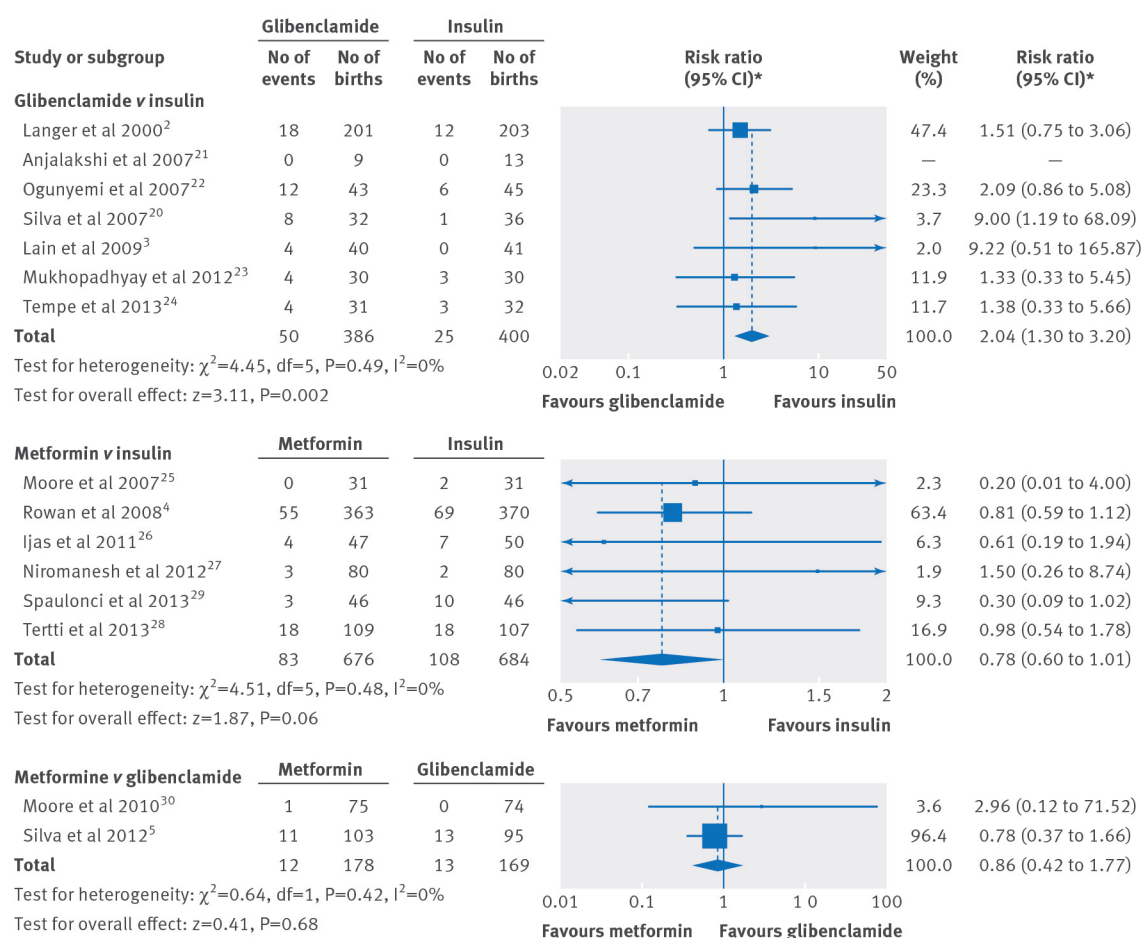 Glibenclamide Insulin
Study or subgroup No of events No of births No of events No of births Risk ratio (95% CI)* Weight (%) Risk ratio (95% CI)*
Glibenclamide v insulin
Langer et al 2000² 18 201 12 203 47.4 1.51 (0.75 to 3.06)
Anjalakshi et al 2007²¹ 0 9 0 13 — —
Ogunyemi et al 2007²² 12 43 6 45 23.3 2.09 (0.86 to 5.08)
Silva et al 2007²⁰ 8 32 1 36 3.7 9.00 (1.19 to 68.09)
Lain et al 2009³ 4 40 0 41 2.0 9.22 (0.51 to 165.87)
Mukhopadhyay et al 2012²³ 4 30 3 30 11.9 1.33 (0.33 to 5.45)
Tempe et al 2013²⁴ 4 31 3 32 11.7 1.38 (0.33 to 5.66)
Total 50 386 25 400 100.0 2.04 (1.30 to 3.20)
Test for heterogeneity: χ²=4.45, df=5, P=0.49, I²=0%
0.02 0.1 1 10 50
Test for overall effect: z=3.11, P=0.002
Favours glibenclamide Favours insulin
Metformin v insulin Metformin Insulin
Moore et al 2007²⁵ 0 31 2 31 2.3 0.20 (0.01 to 4.00)
Rowan et al 2008⁴ 55 363 69 370 63.4 0.81 (0.59 to 1.12)
Ijas et al 2011²⁶ 4 47 7 50 6.3 0.61 (0.19 to 1.94)
Niromanesh et al 2012²⁷ 3 80 2 80 1.9 1.50 (0.26 to 8.74)
Spaulonci et al 2013²⁹ 3 46 10 46 9.3 0.30 (0.09 to 1.02)
Tertti et al 2013²⁸ 18 109 18 107 16.9 0.98 (0.54 to 1.78)
Total 83 676 108 684 100.0 0.78 (0.60 to 1.01)
Test for heterogeneity: χ²=4.51, df=5, P=0.48, I²=0%
0.5 0.7 1 1.5 2
Test for overall effect: z=1.87, P=0.06
Favours metformin Favours insulin
Metformine v glibenclamide Metformin Glibenclamide
Moore et al 2010³⁰ 1 75 0 74 3.6 2.96 (0.12 to 71.52)
Silva et al 2012⁵ 11 103 13 95 96.4 0.78 (0.37 to 1.66)
Total 12 178 13 169 100.0 0.86 (0.42 to 1.77)
Test for heterogeneity: χ²=0.64, df=1, P=0.42, I²=0%
0.01 0.1 1 1 0 100
Test for overall effect: z=0.41, P=0.68
Favours metformin Favours glibenclamide